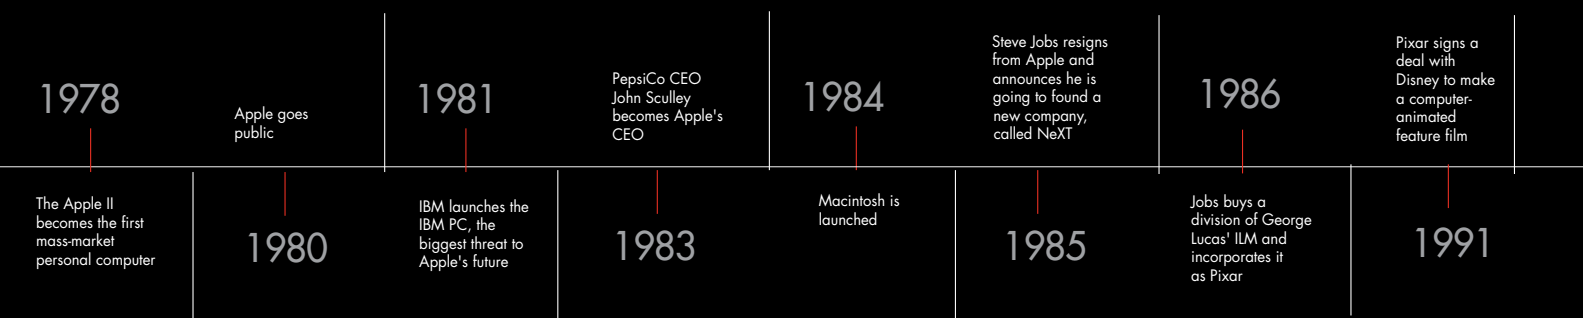 1978
The Apple II
becomes the first
mass-market
personal computer
Apple goes
public
1980
1981
IBM launches the
IBM PC, the
biggest threat to
Apple's future
PepsiCo CEO
John Sculley
becomes Apple's
CEO
1983
1984
Macintosh is
launched
Steve Jobs resigns
from Apple and
announces he is
going to found a
new company,
called NeXT
1985
1986
Jobs buys a
division of George
Lucas' ILM and
incorporates it
as Pixar
Pixar signs a
deal with
Disney to make
a computer-
animated
feature film
1991